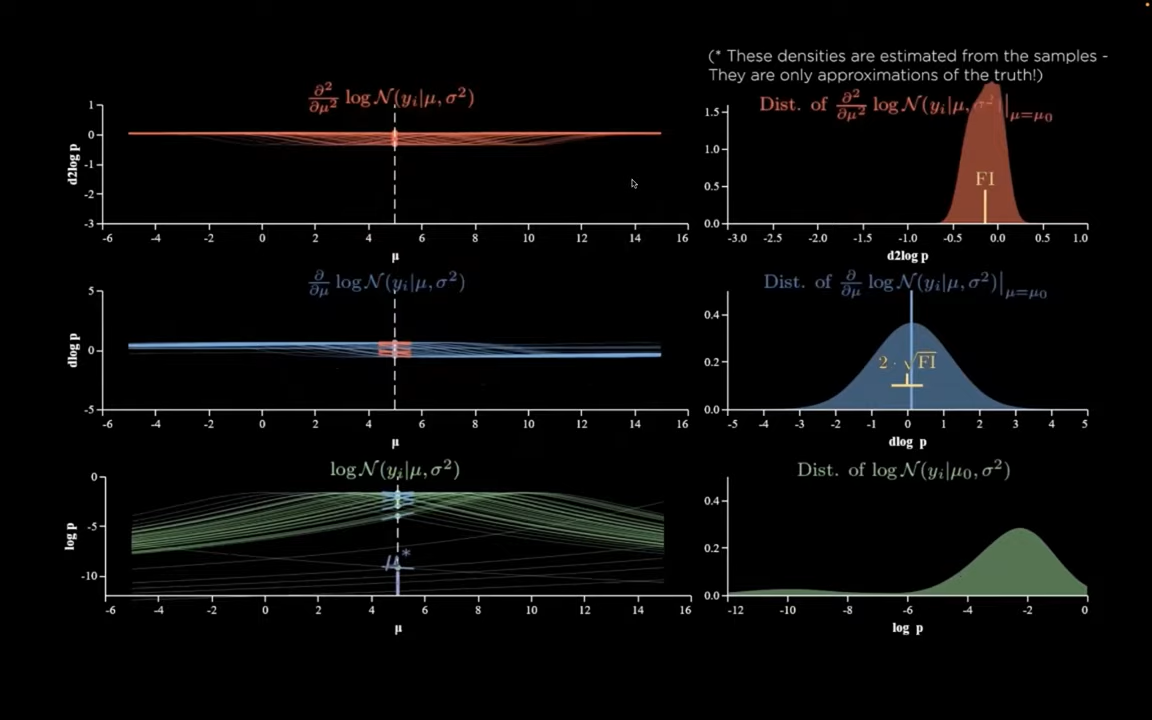 (* These densities are estimated from the samples -
They are only approximations of the truth!)
∂²/∂μ² log N(y_i|μ, σ²)
Dist. of ∂²/∂μ² log N(y_i|μ, σ²)|_{μ=μ₀}
d2log p
1
0
-1
-2
-3
-6 -4 -2 0 2 4 6 8 10 12 14 16
μ
1.5
1.0
0.5
0.0
FI
-3.0 -2.5 -2.0 -1.5 -1.0 -0.5 0.0 0.5 1.0
d2log p
∂/∂μ log N(y_i|μ, σ²)
Dist. of ∂/∂μ log N(y_i|μ, σ²)|_{μ=μ₀}
dlog p
5
0
-5
-6 -4 -2 0 2 4 6 8 10 12 14 16
μ
0.4
0.2
0.0
2 · √FI
-5 -4 -3 -2 -1 0 1 2 3 4 5
dlog p
log N(y_i|μ, σ²)
Dist. of log N(y_i|μ₀, σ²)
log p
0
-5
-10
μ*
-6 -4 -2 0 2 4 6 8 10 12 14 16
μ
0.4
0.2
0.0
-12 -10 -8 -6 -4 -2 0
log p